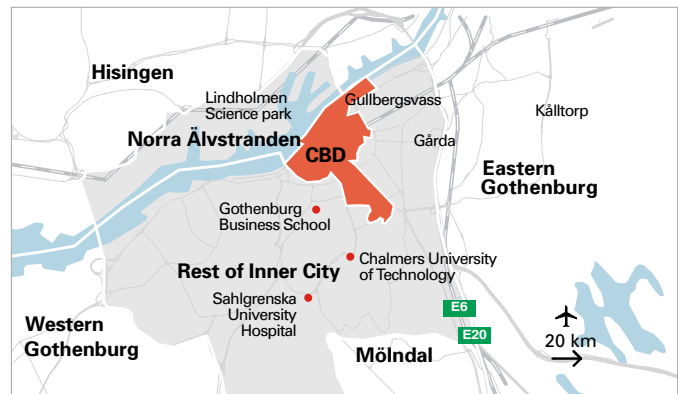 Hisingen
Lindholmen
Science park
Gullbergsvass
Kålltorp
Norra Älvstranden
CBD
Gårda
Eastern
Gothenburg
Gothenburg
Business School
Chalmers University
of Technology
Rest of Inner City
Sahlgrenska
University
Hospital
E6
E20
20 km
Western
Gothenburg
Mölndal